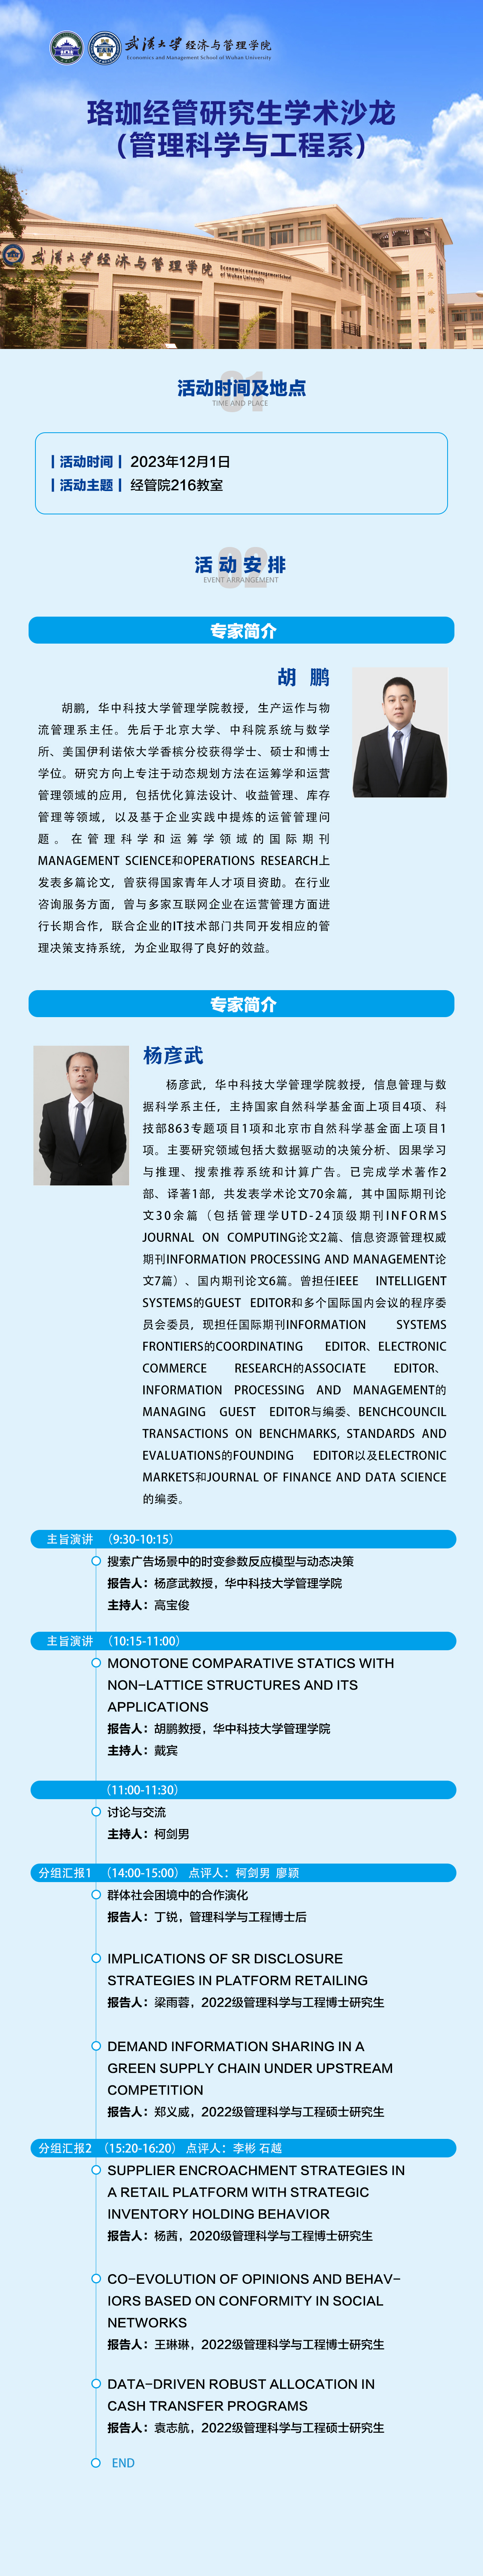 武汉大学经济与管理学院
Economics and Management School of Wuhan University
珞珈经管研究生学术沙龙
(管理科学与工程系)
武汉大学经济与管理学院
Economics and Management School
of Wuhan University
01
活动时间及地点
TIME AND PLACE
|活动时间| 2023年12月1日
|活动主题| 经管院216教室
02
活动安排
EVENT ARRANGEMENT
专家简介
胡 鹏
胡鹏，华中科技大学管理学院教授，生产运作与物
流管理系主任。先后于北京大学、中科院系统与数学
所、美国伊利诺依大学香槟分校获得学士、硕士和博士
学位。研究方向上专注于动态规划方法在运筹学和运营
管理领域的应用，包括优化算法设计、收益管理、库存
管理等领域，以及基于企业实践中提炼的运管管理问
题。在管理科学和运筹学领域的国际期刊
MANAGEMENT SCIENCE和OPERATIONS RESEARCH上
发表多篇论文，曾获得国家青年人才项目资助。在行业
咨询服务方面，曾与多家互联网企业在运营管理方面进
行长期合作，联合企业的IT技术部门共同开发相应的管
理决策支持系统，为企业取得了良好的效益。
专家简介
杨彦武
杨彦武，华中科技大学管理学院教授，信息管理与数
据科学系主任，主持国家自然科学基金面上项目4项、科
技部863专题项目1项和北京市自然科学基金面上项目1
项。主要研究领域包括大数据驱动的决策分析、因果学习
与推理、搜索推荐系统和计算广告。已完成学术著作2
部、译著1部，共发表学术论文70余篇，其中国际期刊论
文30余篇（包括管理学UTD-24顶级期刊INFORMS
JOURNAL ON COMPUTING论文2篇、信息资源管理权威
期刊INFORMATION PROCESSING AND MANAGEMENT论
文7篇）、国内期刊论文6篇。曾担任IEEE INTELLIGENT
SYSTEMS的GUEST EDITOR和多个国际国内会议的程序委
员会委员，现担任国际期刊INFORMATION SYSTEMS
FRONTIERS的COORDINATING EDITOR、ELECTRONIC
COMMERCE RESEARCH的ASSOCIATE EDITOR、
INFORMATION PROCESSING AND MANAGEMENT的
MANAGING GUEST EDITOR与编委、BENCHCOUNCIL
TRANSACTIONS ON BENCHMARKS, STANDARDS AND
EVALUATIONS的FOUNDING EDITOR以及ELECTRONIC
MARKETS和JOURNAL OF FINANCE AND DATA SCIENCE
的编委。
主旨演讲 （9:30-10:15）
搜索广告场景中的时变参数反应模型与动态决策
报告人：杨彦武教授，华中科技大学管理学院
主持人：高宝俊
主旨演讲 （10:15-11:00）
MONOTONE COMPARATIVE STATICS WITH
NON-LATTICE STRUCTURES AND ITS
APPLICATIONS
报告人：胡鹏教授，华中科技大学管理学院
主持人：戴宾
（11:00-11:30）
讨论与交流
主持人：柯剑男
分组汇报1 （14:00-15:00） 点评人：柯剑男 廖颖
群体社会困境中的合作演化
报告人：丁锐，管理科学与工程博士后
IMPLICATIONS OF SR DISCLOSURE
STRATEGIES IN PLATFORM RETAILING
报告人：梁雨蓉，2022级管理科学与工程博士研究生
DEMAND INFORMATION SHARING IN A
GREEN SUPPLY CHAIN UNDER UPSTREAM
COMPETITION
报告人：郑义威，2022级管理科学与工程硕士研究生
分组汇报2 （15:20-16:20） 点评人：李彬 石越
SUPPLIER ENCROACHMENT STRATEGIES IN
A RETAIL PLATFORM WITH STRATEGIC
INVENTORY HOLDING BEHAVIOR
报告人：杨茜，2020级管理科学与工程博士研究生
CO-EVOLUTION OF OPINIONS AND BEHAV-
IORS BASED ON CONFORMITY IN SOCIAL
NETWORKS
报告人：王琳琳，2022级管理科学与工程博士研究生
DATA-DRIVEN ROBUST ALLOCATION IN
CASH TRANSFER PROGRAMS
报告人：袁志航，2022级管理科学与工程硕士研究生
END